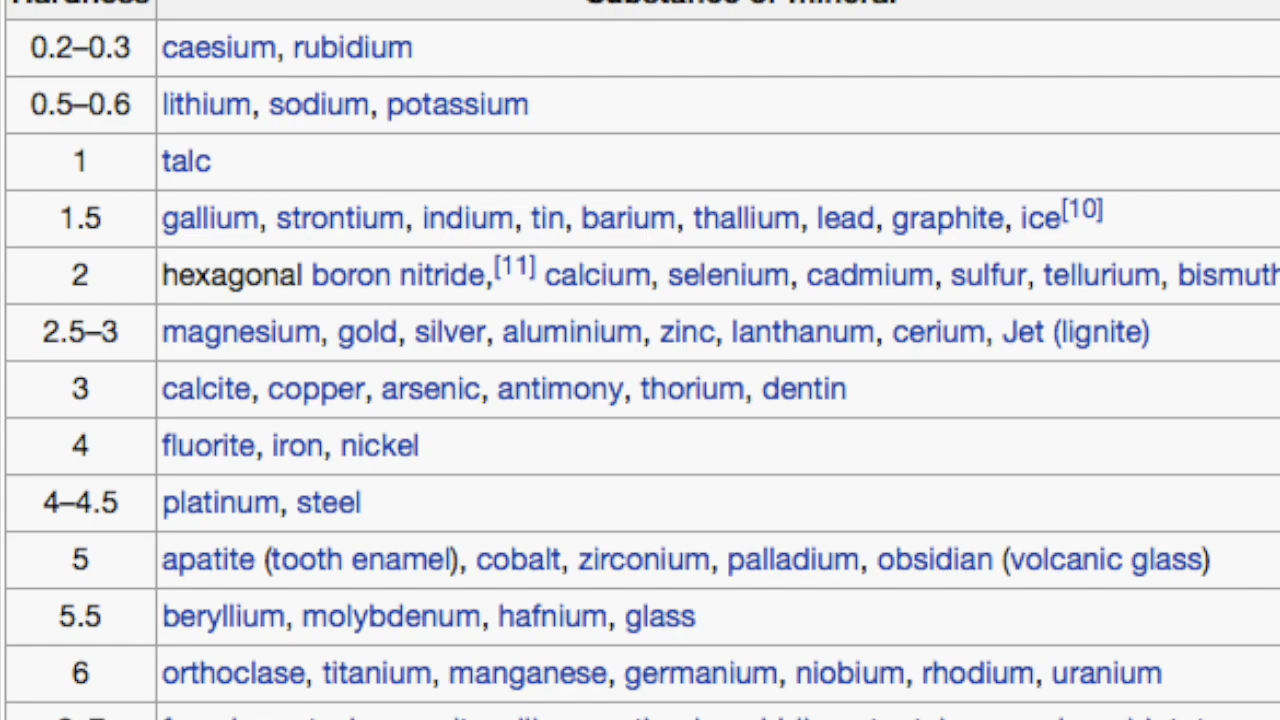 Hardness Substance or mineral
0.2–0.3 caesium, rubidium
0.5–0.6 lithium, sodium, potassium
1 talc
1.5 gallium, strontium, indium, tin, barium, thallium, lead, graphite, ice[10]
2 hexagonal boron nitride,[11] calcium, selenium, cadmium, sulfur, tellurium, bismuth
2.5–3 magnesium, gold, silver, aluminium, zinc, lanthanum, cerium, Jet (lignite)
3 calcite, copper, arsenic, antimony, thorium, dentin
4 fluorite, iron, nickel
4–4.5 platinum, steel
5 apatite (tooth enamel), cobalt, zirconium, palladium, obsidian (volcanic glass)
5.5 beryllium, molybdenum, hafnium, glass
6 orthoclase, titanium, manganese, germanium, niobium, rhodium, uranium